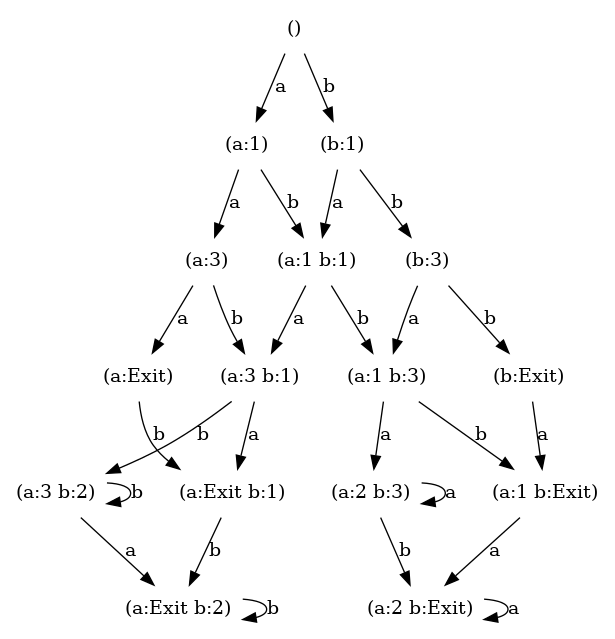 ()
a b
(a:1) (b:1)
a b a b
(a:3) (a:1 b:1) (b:3)
a b a b a b
(a:Exit) (a:3 b:1) (a:1 b:3) (b:Exit)
b b a a b a
(a:3 b:2) b (a:Exit b:1) (a:2 b:3) a (a:1 b:Exit)
a b b a
(a:Exit b:2) b (a:2 b:Exit) a